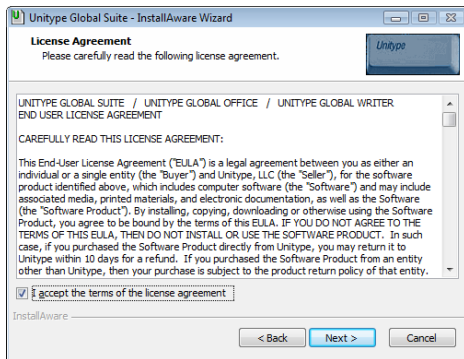 Unitype Global Suite - InstallAware Wizard
License Agreement
Please carefully read the following license agreement.
Unitype
UNITYPE GLOBAL SUITE / UNITYPE GLOBAL OFFICE / UNITYPE GLOBAL WRITER
END USER LICENSE AGREEMENT
CAREFULLY READ THIS LICENSE AGREEMENT:
This End-User License Agreement ("EULA") is a legal agreement between you as either an
individual or a single entity (the "Buyer") and Unitype, LLC (the "Seller"), for the software
product identified above, which includes computer software (the "Software") and may include
associated media, printed materials, and electronic documentation, as well as the Software
(the "Software Product"). By installing, copying, downloading or otherwise using the Software
Product, you agree to be bound by the terms of this EULA. IF YOU DO NOT AGREE TO THE
TERMS OF THIS EULA, THEN DO NOT INSTALL OR USE THE SOFTWARE PRODUCT. In such
case, if you purchased the Software Product directly from Unitype, you may return it to
Unitype within 10 days for a refund. If you purchased the Software Product from an entity
other than Unitype, then your purchase is subject to the product return policy of that entity.
I accept the terms of the license agreement
InstallAware
< Back Next > Cancel